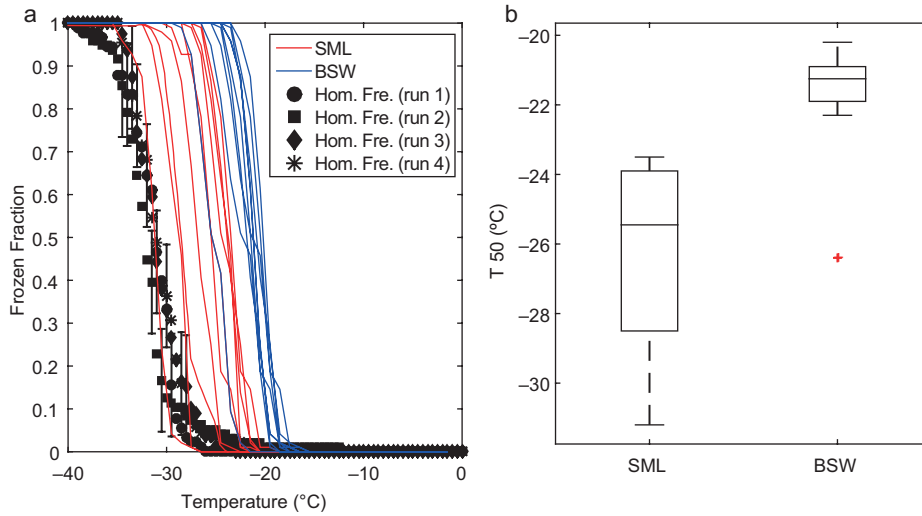 a
1
0.9
0.8
0.7
0.6
0.5
0.4
0.3
0.2
0.1
0
Frozen Fraction
–40
–30
–20
–10
0
Temperature (°C)
SML
BSW
Hom. Fre. (run 1)
Hom. Fre. (run 2)
Hom. Fre. (run 3)
Hom. Fre. (run 4)
b
–20
–22
–24
–26
–28
–30
T 50 (ºC)
SML
BSW